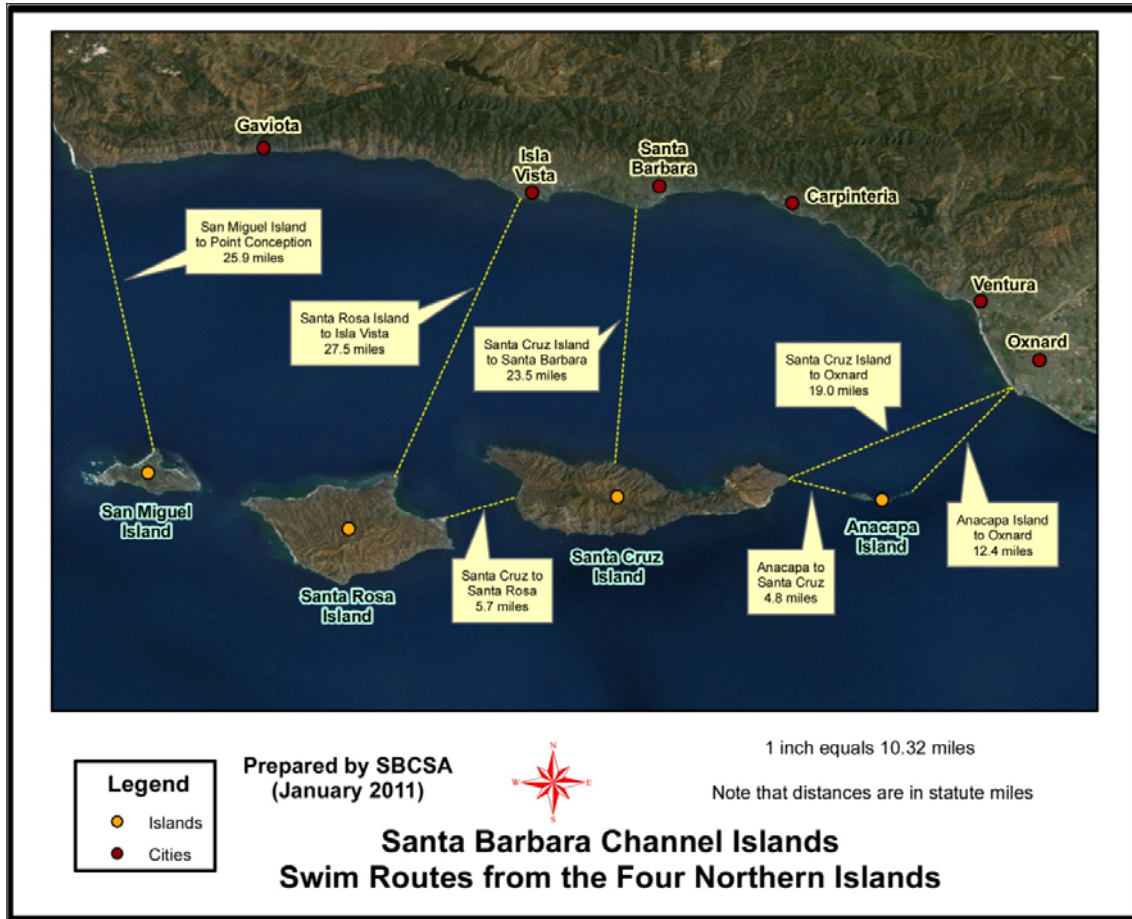 Gaviota
Isla
Vista
Santa
Barbara
Carpinteria
San Miguel Island
to Point Conception
25.9 miles
Santa Rosa Island
to Isla Vista
27.5 miles
Santa Cruz Island
to Santa Barbara
23.5 miles
Ventura
Oxnard
Santa Cruz Island
to Oxnard
19.0 miles
San Miguel
Island
Santa Rosa
Island
Santa Cruz to
Santa Rosa
5.7 miles
Santa Cruz
Island
Anacapa to
Santa Cruz
4.8 miles
Anacapa
Island
Anacapa Island
to Oxnard
12.4 miles
Legend
Islands
Cities
Prepared by SBCSA
(January 2011)
N
W
E
S
1 inch equals 10.32 miles
Note that distances are in statute miles
Santa Barbara Channel Islands
Swim Routes from the Four Northern Islands